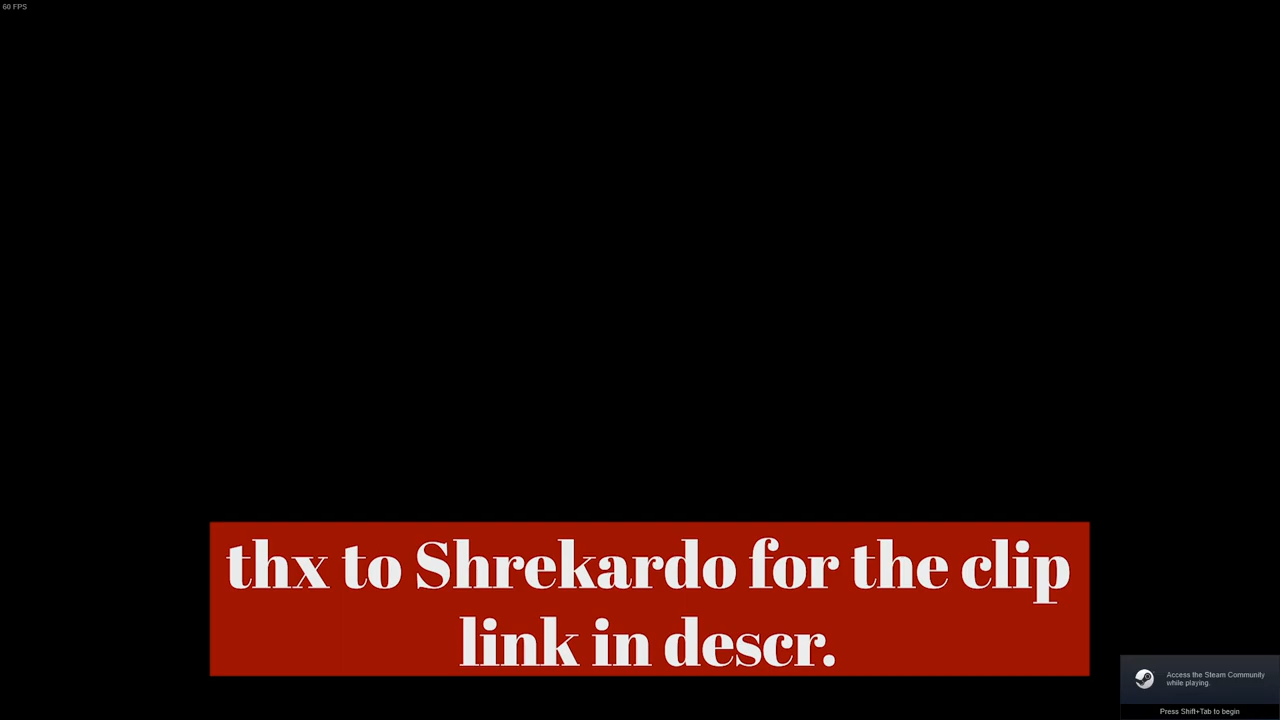 60 FPS
thx to Shrekardo for the clip
link in descr.
Access the Steam Community
while playing.
Press Shift+Tab to begin